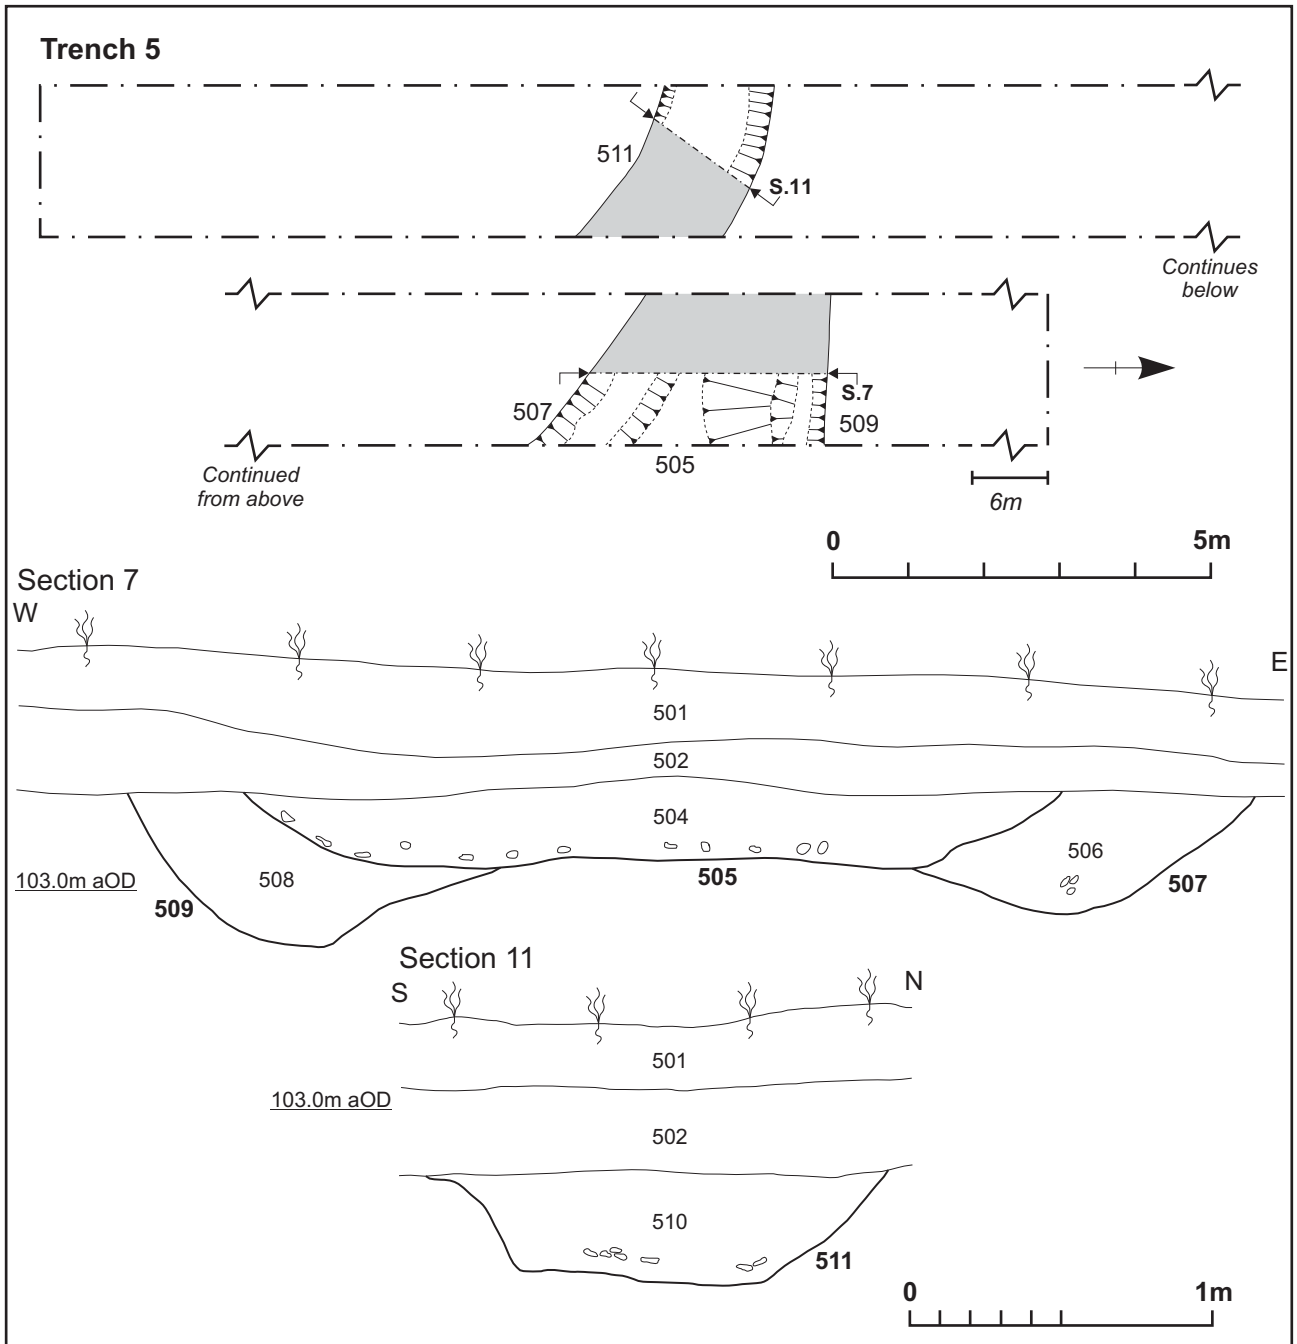 Trench 5
511
S.11
Continues
below
507
S.7
509
505
Continued
from above
6m
0 5m
Section 7
W
E
501
502
504
506
508
505
507
103.0m aOD
509
Section 11
S
N
501
103.0m aOD
502
510
511
0 1m